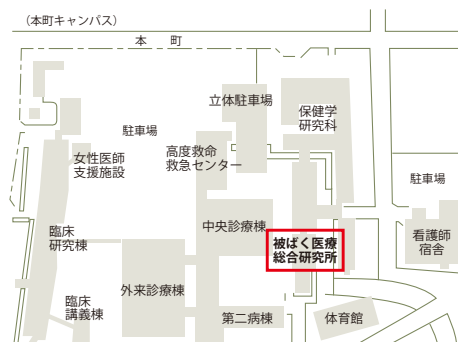 （本町キャンパス）
本　町
立体駐車場
保健学
研究科
駐車場
高度救命
救急センター
女性医師
支援施設
駐車場
中央診療棟
臨床
研究棟
被ばく医療
総合研究所
看護師
宿舎
外来診療棟
臨床
講義棟
第二病棟
体育館